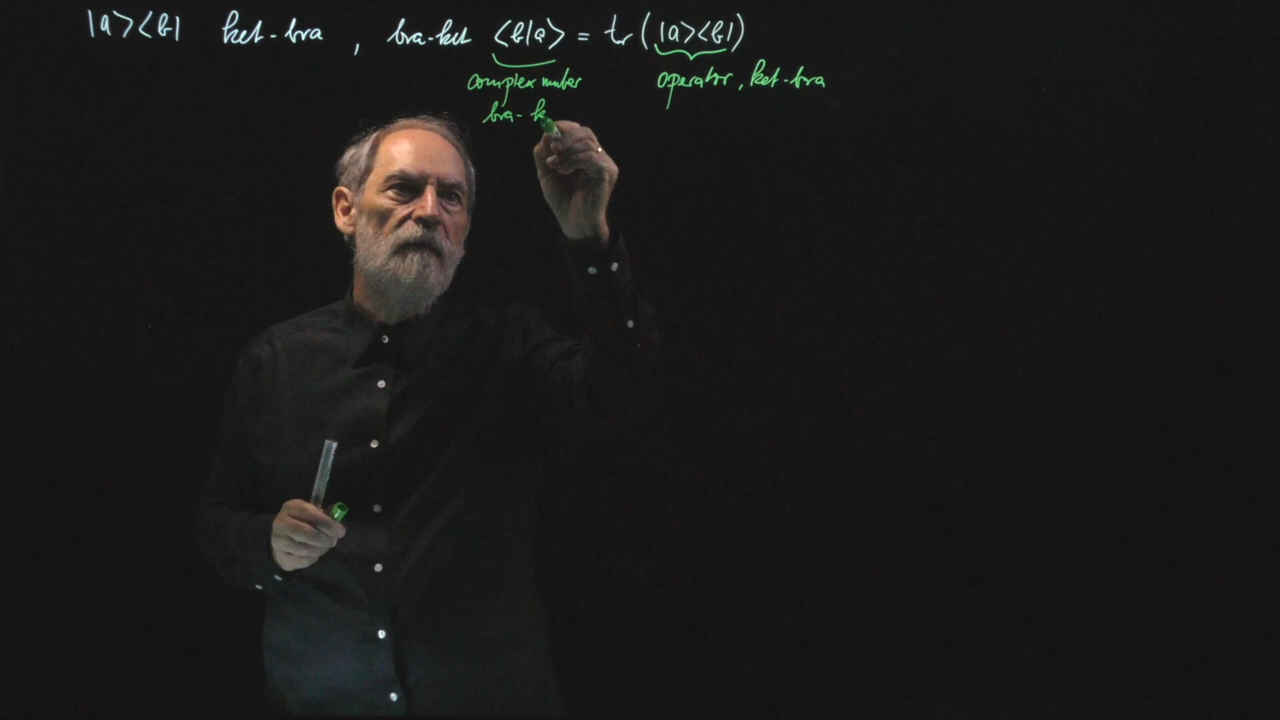 |a><b| ket-bra , bra-ket <b|a> = tr(|a><b|)
complex number operator, ket-bra
bra-k